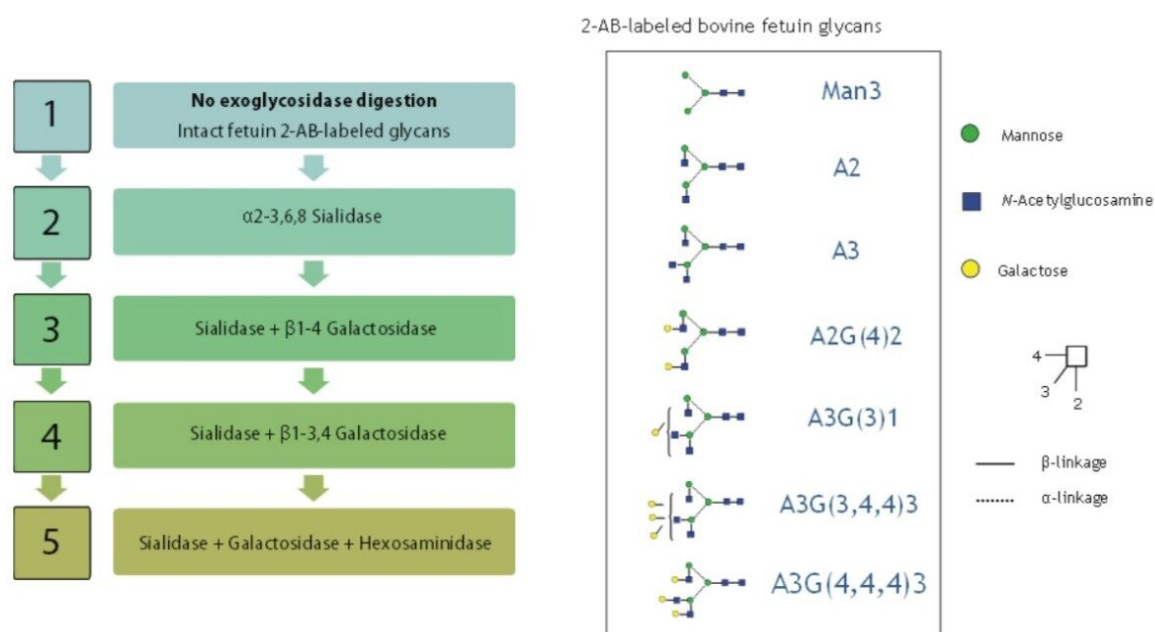 2-AB-labeled bovine fetuin glycans
1
No exoglycosidase digestion
Intact fetuin 2-AB-labeled glycans
2
α2-3,6,8 Sialidase
3
Sialidase + β1-4 Galactosidase
4
Sialidase + β1-3,4 Galactosidase
5
Sialidase + Galactosidase + Hexosaminidase
Man3
A2
A3
A2G(4)2
A3G(3)1
A3G(3,4,4)3
A3G(4,4,4)3
Mannose
N-Acetylglucosamine
Galactose
4
3
2
β-linkage
α-linkage